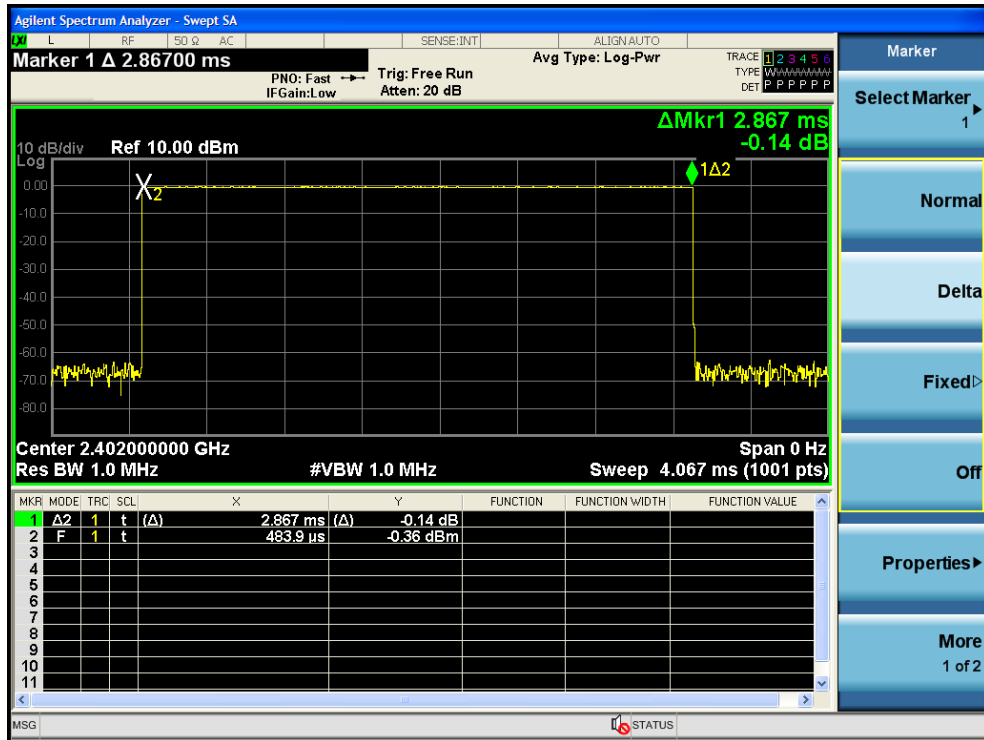 Agilent Spectrum Analyzer - Swept SA
LXI L RF 50 Ω AC SENSE:INT ALIGN AUTO
Marker 1 Δ 2.86700 ms
PNO: Fast
IFGain:Low
Trig: Free Run
Atten: 20 dB
Avg Type: Log-Pwr
TRACE 1 2 3 4 5 6
TYPE WWWWWW
DET P P P P P P
ΔMkr1 2.867 ms
-0.14 dB
10 dB/div Ref 10.00 dBm
Log
1Δ2
X2
0.00
-10.0
-20.0
-30.0
-40.0
-50.0
-60.0
-70.0
-80.0
Center 2.402000000 GHz Span 0 Hz
Res BW 1.0 MHz #VBW 1.0 MHz Sweep 4.067 ms (1001 pts)
MKR MODE TRC SCL X Y FUNCTION FUNCTION WIDTH FUNCTION VALUE
1 Δ2 1 t (Δ) 2.867 ms (Δ) -0.14 dB
2 F 1 t 483.9 µs -0.36 dBm
3
4
5
6
7
8
9
10
11
MSG STATUS
Marker
Select Marker
1
Normal
Delta
Fixed
Off
Properties
More
1 of 2